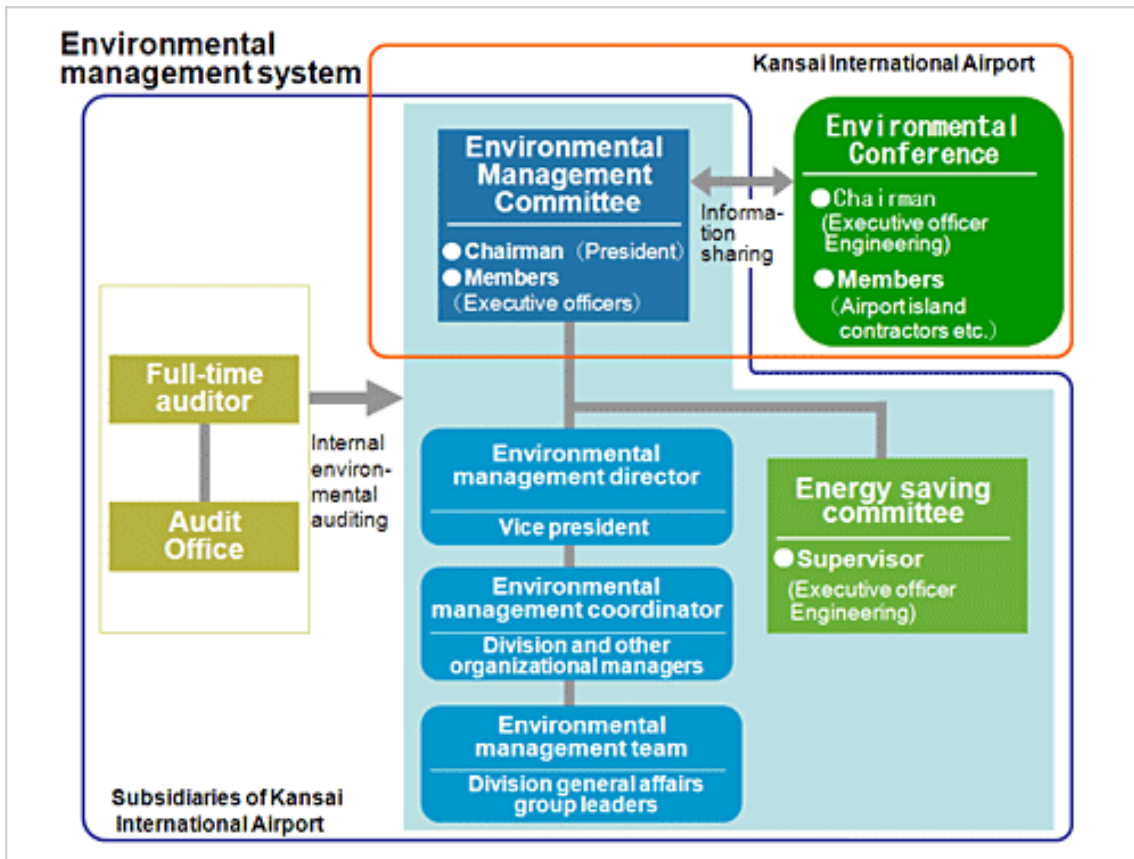 Environmental
management system
Kansai International Airport
Environmental
Management
Committee
Chairman（President）
Members
（Executive officers）
Informa-
tion
sharing
Environmental
Conference
Chairman
(Executive officer
Engineering)
Members
（Airport island
contractors etc.）
Full-time
auditor
Audit
Office
Internal
environ-
mental
auditing
Environmental
management director
Vice president
Environmental
management coordinator
Division and other
organizational managers
Environmental
management team
Division general affairs
group leaders
Energy saving
committee
Supervisor
(Executive officer
Engineering)
Subsidiaries of Kansai
International Airport